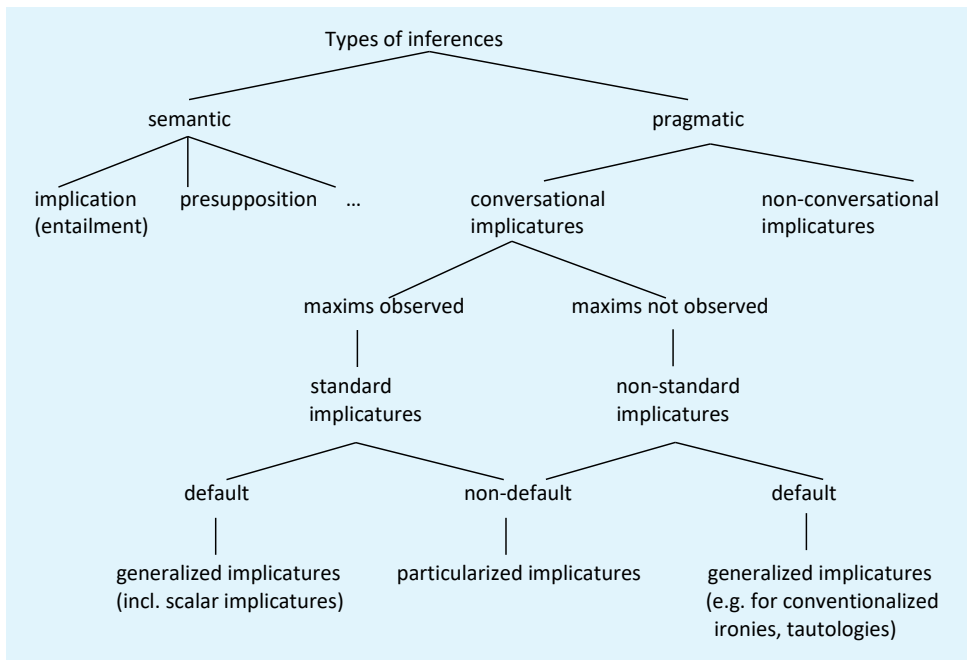 Types of inferences
semantic
pragmatic
implication
(entailment)
presupposition
...
conversational
implicatures
non-conversational
implicatures
maxims observed
maxims not observed
standard
implicatures
non-standard
implicatures
default
non-default
default
generalized implicatures
(incl. scalar implicatures)
particularized implicatures
generalized implicatures
(e.g. for conventionalized
ironies, tautologies)